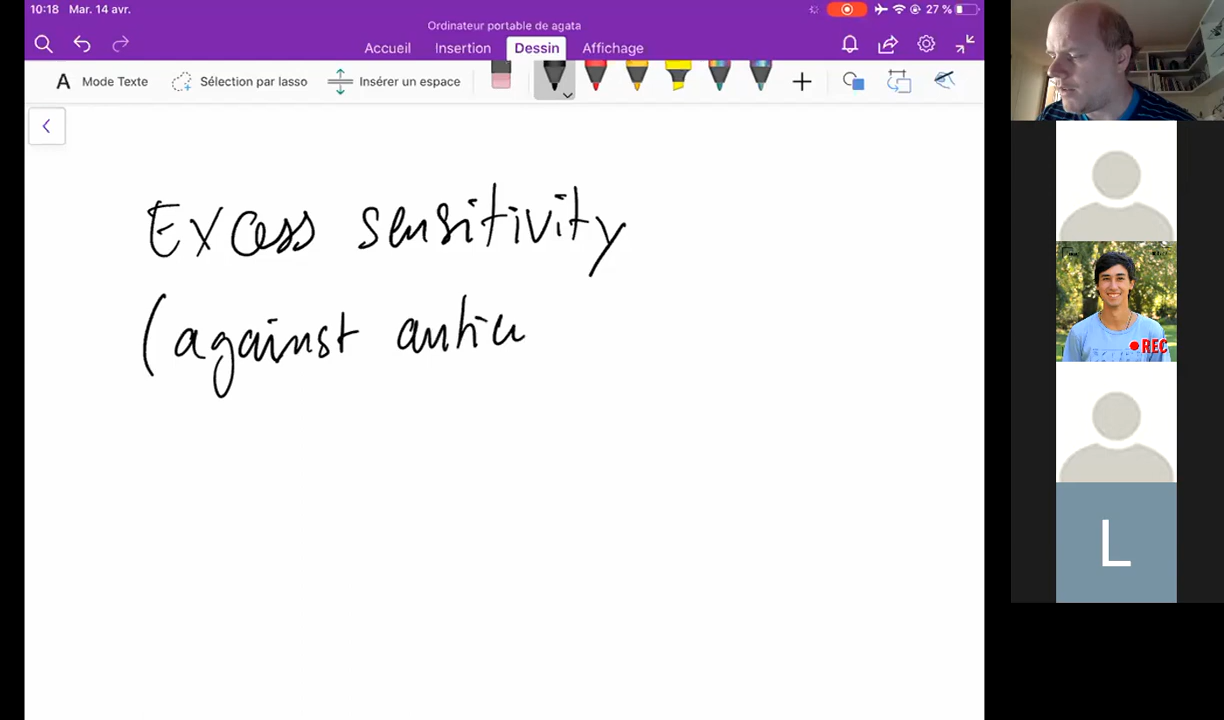 10:18 Mar. 14 avr.
27 %
Ordinateur portable de agata
Accueil Insertion Dessin Affichage
A Mode Texte Sélection par lasso Insérer un espace
Excess sensitivity
(against antic
REC
L